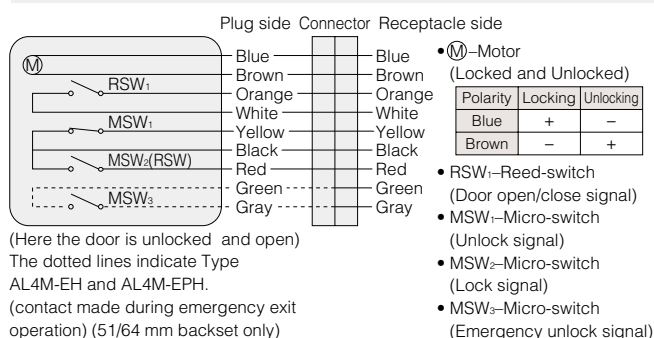 Plug side Connector Receptacle side
M
RSW₁
MSW₁
MSW₂(RSW)
MSW₃
Blue
Brown
Orange
White
Yellow
Black
Red
Green
Gray
Blue
Brown
Orange
White
Yellow
Black
Red
Green
Gray
(Here the door is unlocked and open)
The dotted lines indicate Type
AL4M-EH and AL4M-EPH.
(contact made during emergency exit
operation) (51/64 mm backset only)
• Ⓜ–Motor
(Locked and Unlocked)
Polarity Locking Unlocking
Blue + –
Brown – +
• RSW₁–Reed-switch
(Door open/close signal)
• MSW₁–Micro-switch
(Unlock signal)
• MSW₂–Micro-switch
(Lock signal)
• MSW₃–Micro-switch
(Emergency unlock signal)